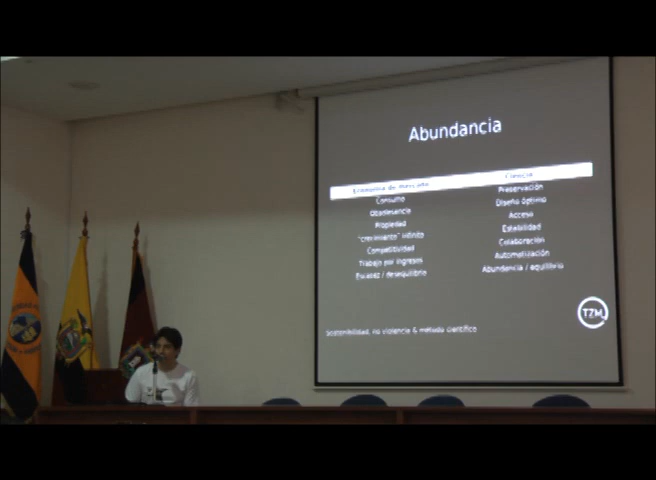 Abundancia
Economía de mercado Ciencia
Consumo Preservación
Obsolescencia Diseño óptimo
Propiedad Acceso
"crecimiento" infinito Estabilidad
Competitividad Colaboración
Trabajo por ingresos Automatización
Escasez / desequilibrio Abundancia / equilibrio
TZM
Sostenibilidad, no violencia & método científico